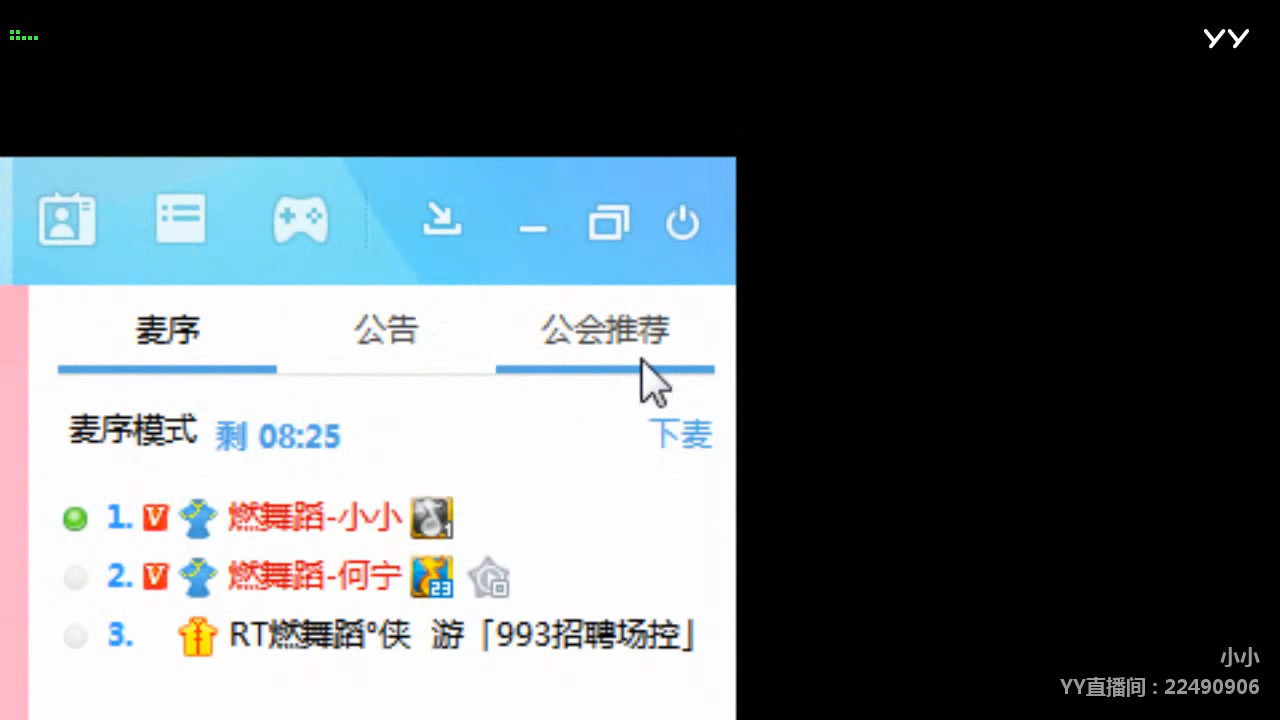 YY
麦序 公告 公会推荐
麦序模式 剩 08:25 下麦
1. V 燃舞蹈-小小 1
2. V 燃舞蹈-何宁 23
3. RT燃舞蹈°侠 游「993招聘场控」
小小
YY直播间：22490906